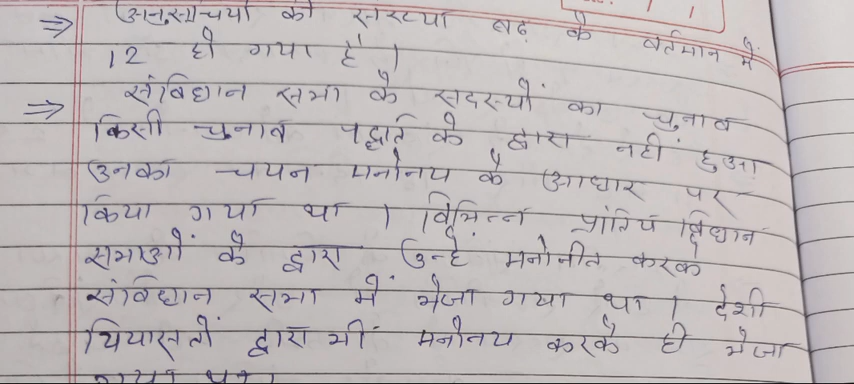 ⇒ अनुसूचियों की संख्या बढ़ के वर्तमान में
12 हो गया है।
⇒ संविधान सभा के सदस्यों का चुनाव
किसी चुनाव पद्धति के द्वारा नहीं हुआ
उनका चयन मनोनय के आधार पर
किया गया था। विभिन्न प्रांतिय विधान
सभाओं के द्वारा उन्हें मनोनीत करके
संविधान सभा में भेजा गया था। देशी
रियासतों द्वारा भी मनोनय करके ही भेजा
गया था।